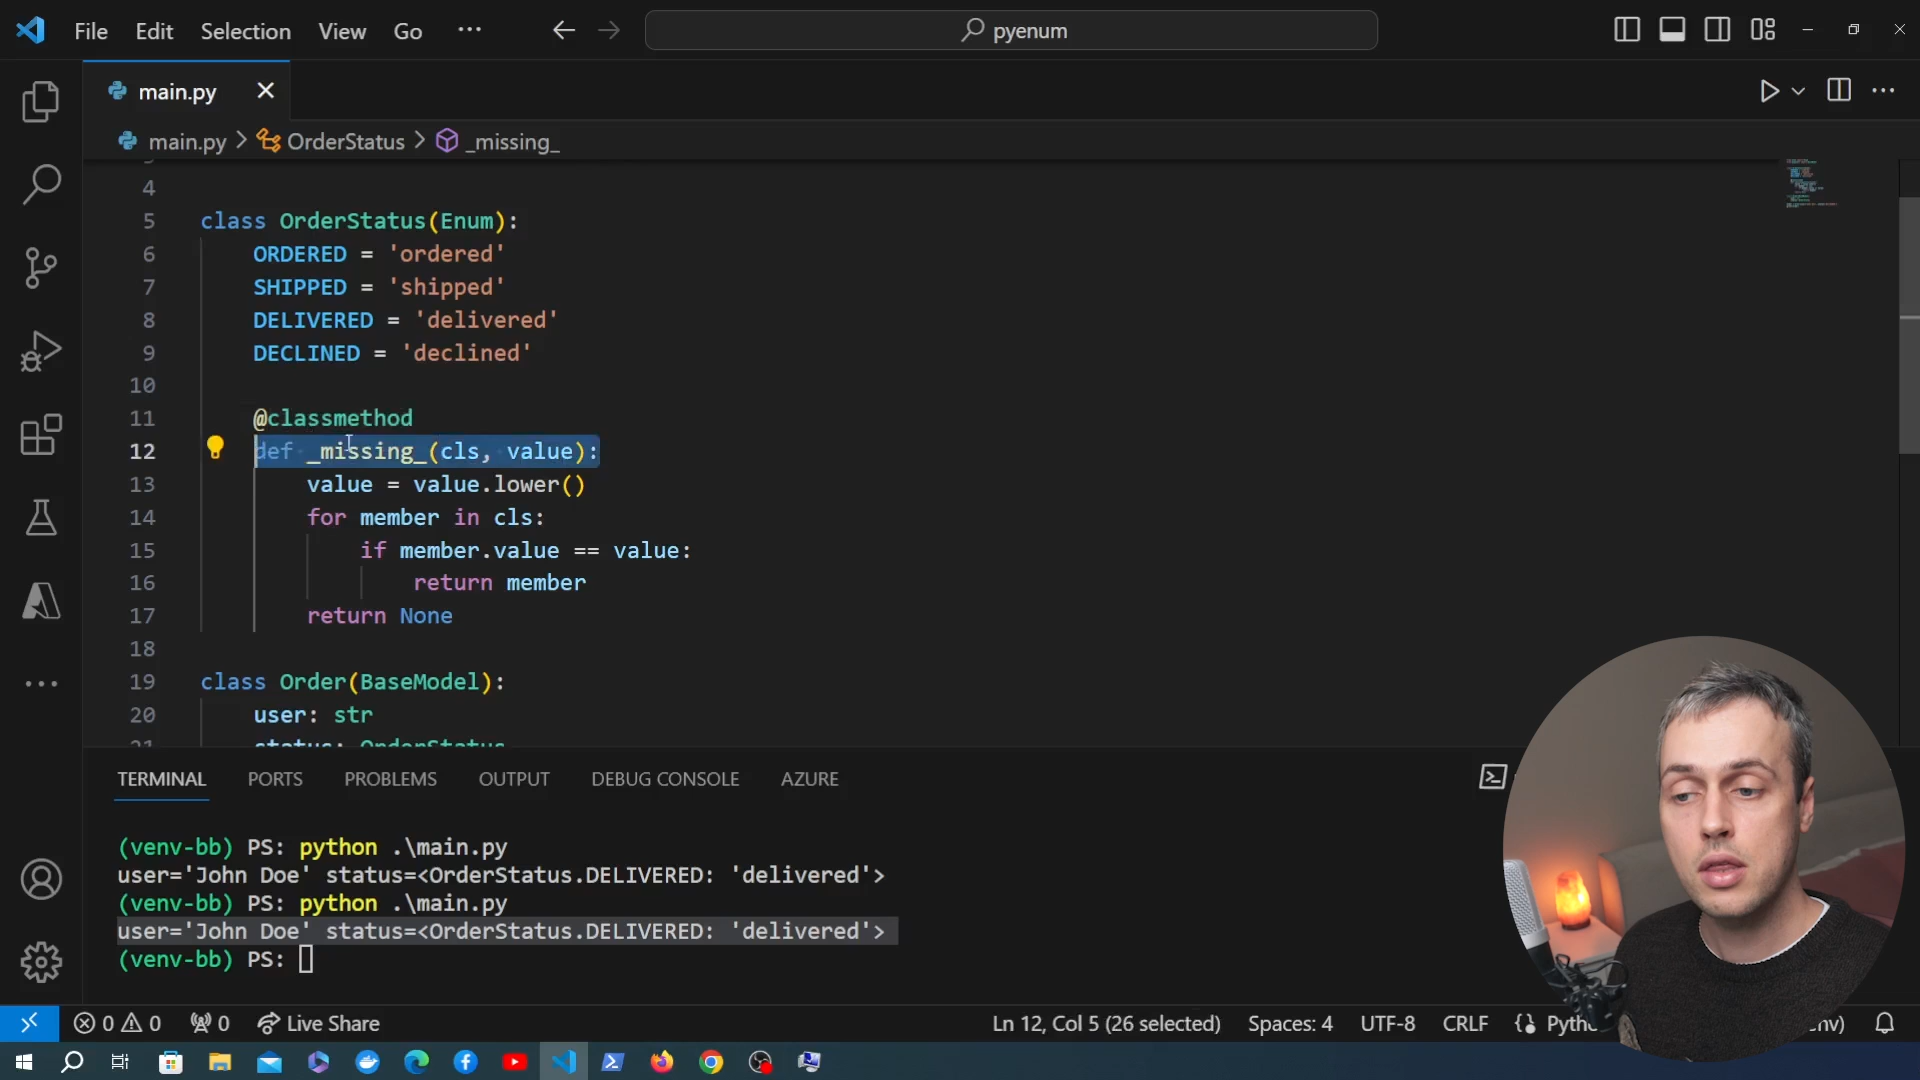 File Edit Selection View Go ··· pyenum
main.py
main.py > OrderStatus > _missing_
4
5 class OrderStatus(Enum):
6 ORDERED = 'ordered'
7 SHIPPED = 'shipped'
8 DELIVERED = 'delivered'
9 DECLINED = 'declined'
10
11 @classmethod
12 def _missing_(cls, value):
13 value = value.lower()
14 for member in cls:
15 if member.value == value:
16 return member
17 return None
18
19 class Order(BaseModel):
20 user: str
21 status: OrderStatus
TERMINAL PORTS PROBLEMS OUTPUT DEBUG CONSOLE AZURE
(venv-bb) PS: python .\main.py
user='John Doe' status=<OrderStatus.DELIVERED: 'delivered'>
(venv-bb) PS: python .\main.py
user='John Doe' status=<OrderStatus.DELIVERED: 'delivered'>
(venv-bb) PS:
0 0 0 Live Share Ln 12, Col 5 (26 selected) Spaces: 4 UTF-8 CRLF